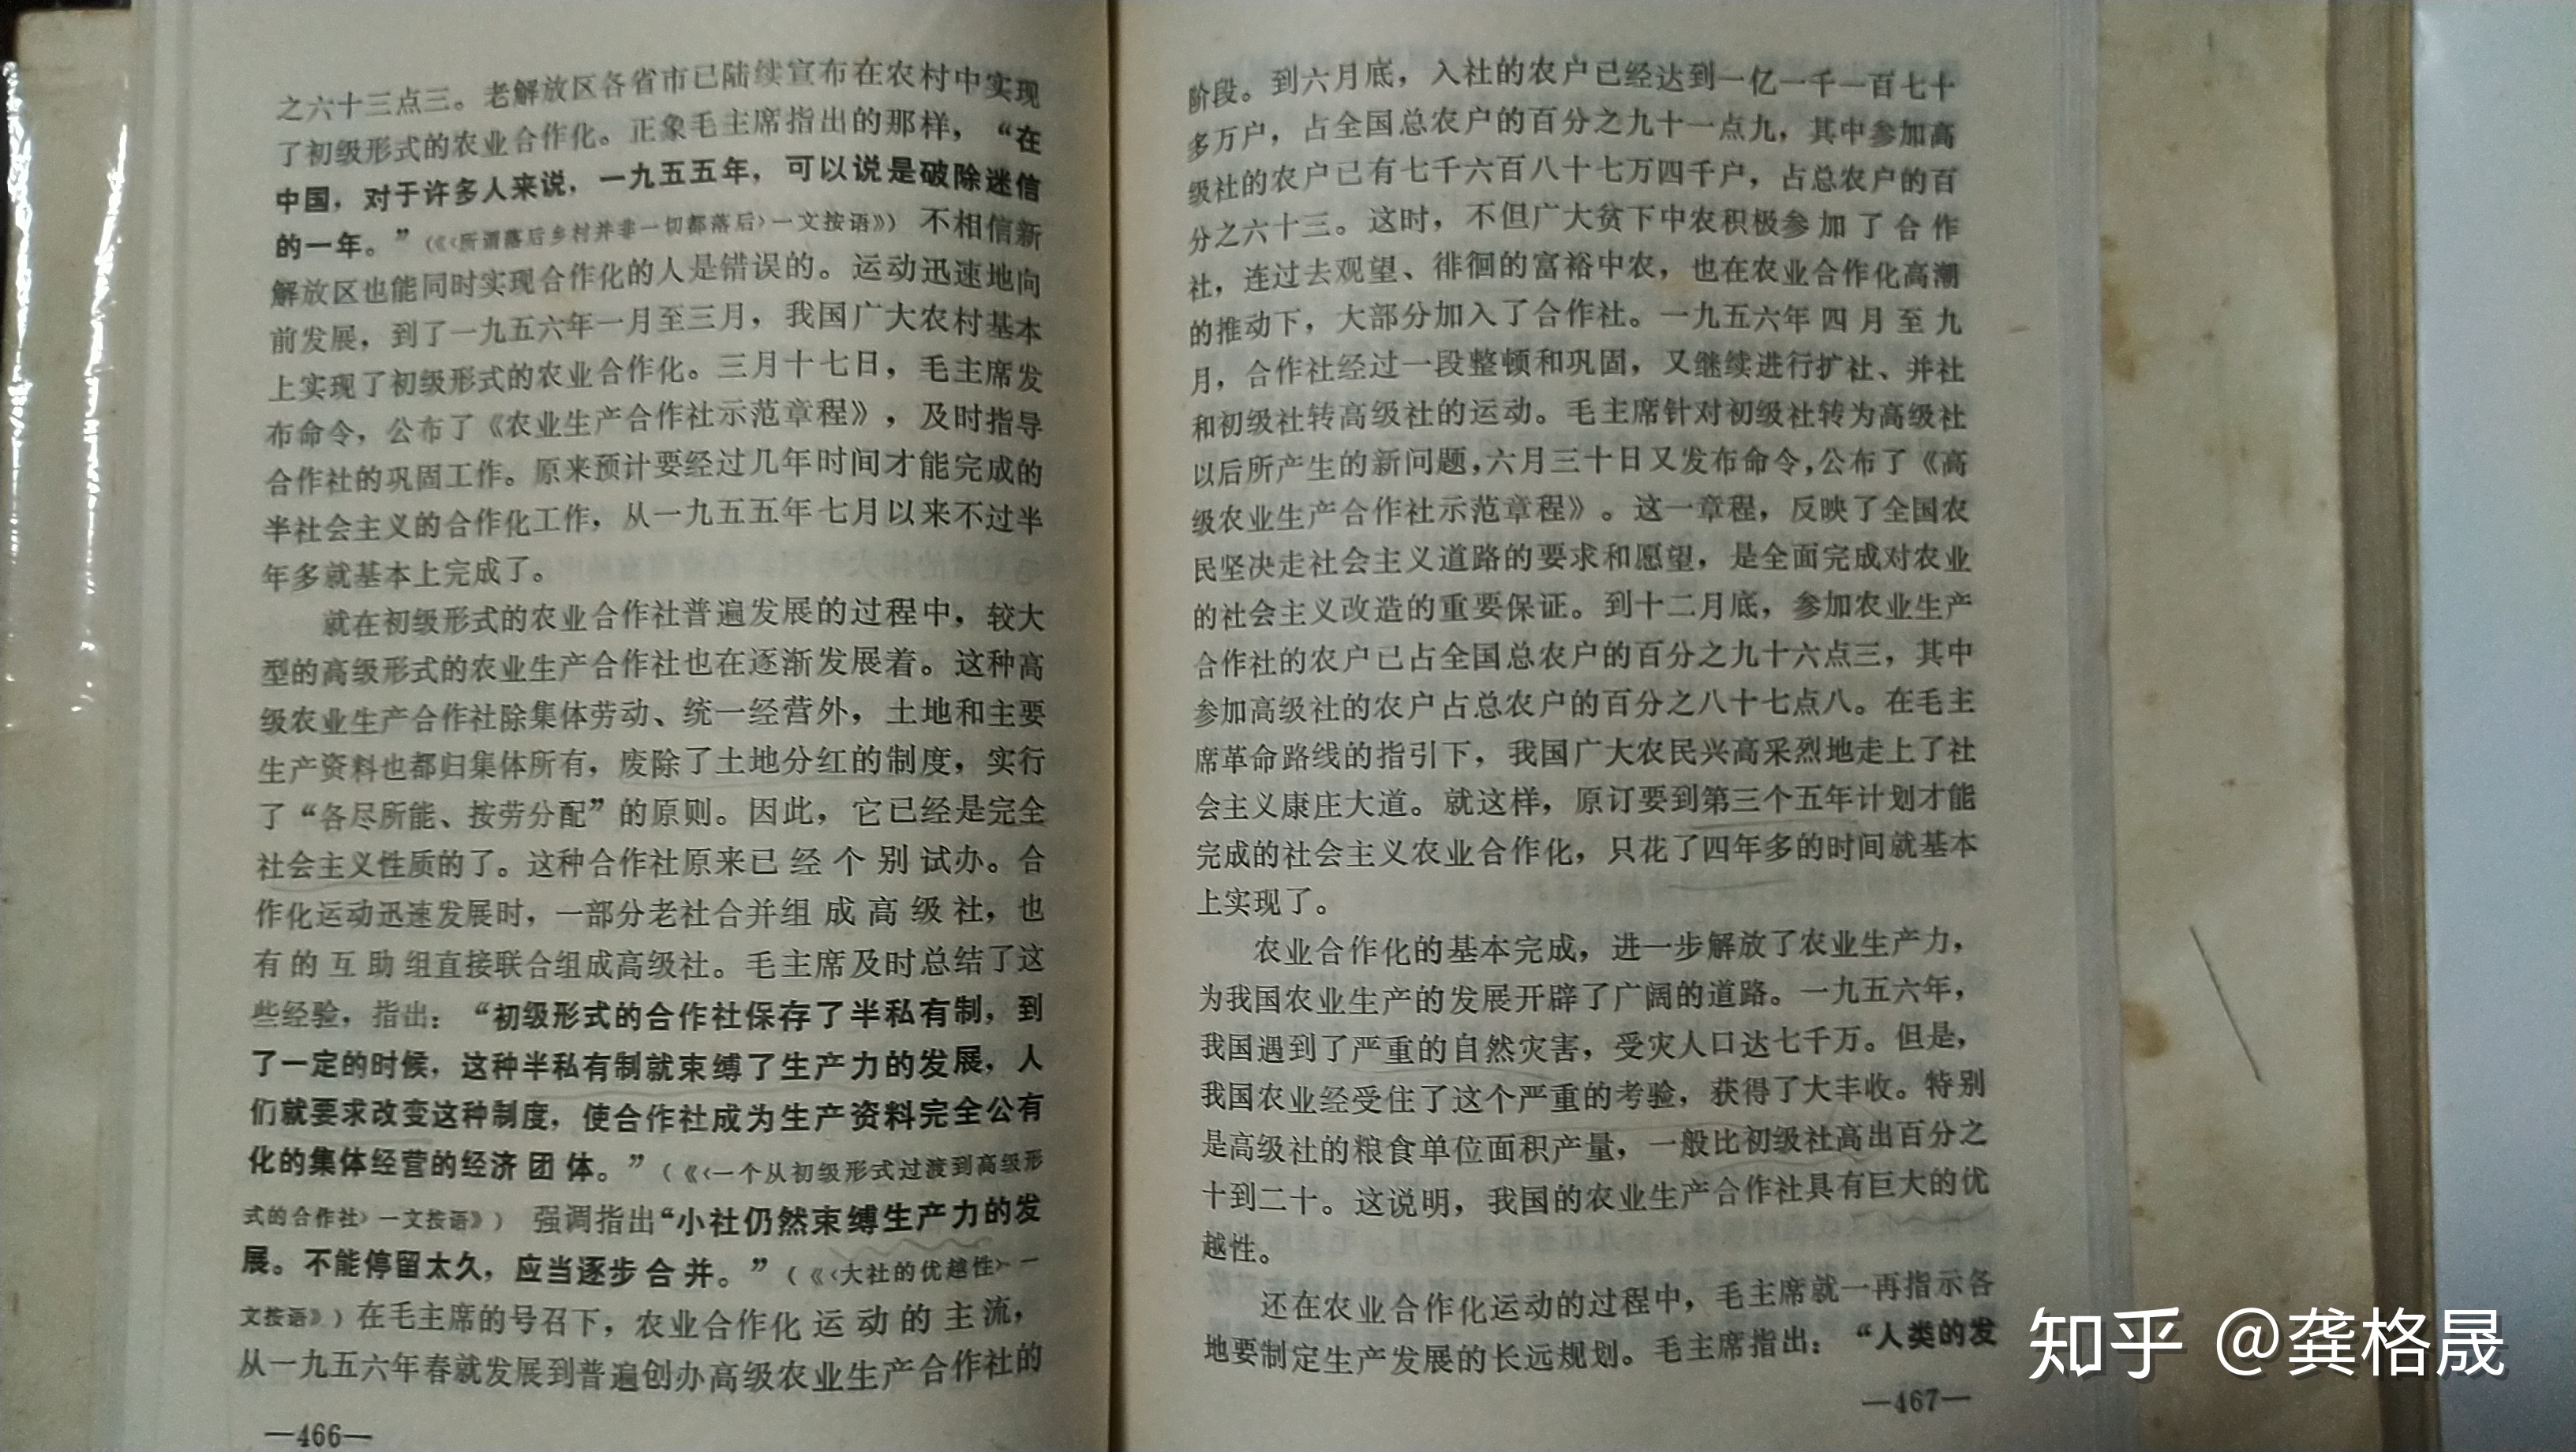 之六十三点三。老解放区各省市已陆续宣布在农村中实现
了初级形式的农业合作化。正象毛主席指出的那样，“在
中国，对于许多人来说，一九五五年，可以说是破除迷信
的一年。”（《〈所谓落后乡村并非一切都落后〉一文按语》）不相信新
解放区也能同时实现合作化的人是错误的。运动迅速地向
前发展，到了一九五六年一月至三月，我国广大农村基本
上实现了初级形式的农业合作化。三月十七日，毛主席发
布命令，公布了《农业生产合作社示范章程》，及时指导
合作社的巩固工作。原来预计要经过几年时间才能完成的
半社会主义的合作化工作，从一九五五年七月以来不过半
年多就基本上完成了。
就在初级形式的农业合作社普遍发展的过程中，较大
型的高级形式的农业生产合作社也在逐渐发展着。这种高
级农业生产合作社除集体劳动、统一经营外，土地和主要
生产资料也都归集体所有，废除了土地分红的制度，实行
了“各尽所能、按劳分配”的原则。因此，它已经是完全
社会主义性质的了。这种合作社原来已经个别试办。合
作化运动迅速发展时，一部分老社合并组成高级社，也
有的互助组直接联合组成高级社。毛主席及时总结了这
些经验，指出：“初级形式的合作社保存了半私有制，到
了一定的时候，这种半私有制就束缚了生产力的发展，人
们就要求改变这种制度，使合作社成为生产资料完全公有
化的集体经营的经济团体。”（《〈一个从初级形式过渡到高级形
式的合作社〉一文按语》）强调指出“小社仍然束缚生产力的发
展。不能停留太久，应当逐步合并。”（《〈大社的优越性〉一
文按语》）在毛主席的号召下，农业合作化运动的主流，
从一九五六年春就发展到普遍创办高级农业生产合作社的
—466—
阶段。到六月底，入社的农户已经达到一亿一千一百七十
多万户，占全国总农户的百分之九十一点九，其中参加高
级社的农户已有七千六百八十七万四千户，占总农户的百
分之六十三。这时，不但广大贫下中农积极参加了合作
社，连过去观望、徘徊的富裕中农，也在农业合作化高潮
的推动下，大部分加入了合作社。一九五六年四月至九
月，合作社经过一段整顿和巩固，又继续进行扩社、并社
和初级社转高级社的运动。毛主席针对初级社转为高级社
以后所产生的新问题，六月三十日又发布命令，公布了《高
级农业生产合作社示范章程》。这一章程，反映了全国农
民坚决走社会主义道路的要求和愿望，是全面完成对农业
的社会主义改造的重要保证。到十二月底，参加农业生产
合作社的农户已占全国总农户的百分之九十六点三，其中
参加高级社的农户占总农户的百分之八十七点八。在毛主
席革命路线的指引下，我国广大农民兴高采烈地走上了社
会主义康庄大道。就这样，原订要到第三个五年计划才能
完成的社会主义农业合作化，只花了四年多的时间就基本
上实现了。
农业合作化的基本完成，进一步解放了农业生产力，
为我国农业生产的发展开辟了广阔的道路。一九五六年，
我国遇到了严重的自然灾害，受灾人口达七千万。但是，
我国农业经受住了这个严重的考验，获得了大丰收。特别
是高级社的粮食单位面积产量，一般比初级社高出百分之
十到二十。这说明，我国的农业生产合作社具有巨大的优
越性。
还在农业合作化运动的过程中，毛主席就一再指示各
地要制定生产发展的长远规划。毛主席指出：“人类的发
—467—
知乎 @龚格晟